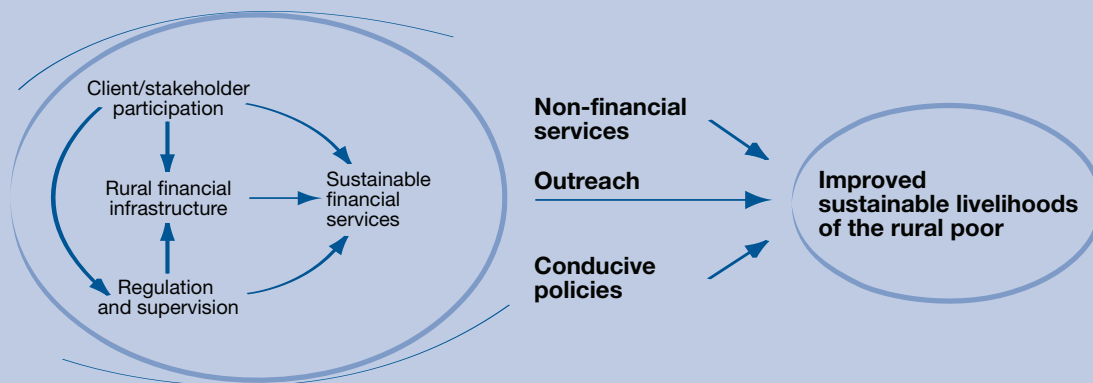 Client/stakeholder
participation
Rural financial
infrastructure
Regulation
and supervision
Sustainable
financial
services
Non-financial
services
Outreach
Conducive
policies
Improved
sustainable livelihoods
of the rural poor